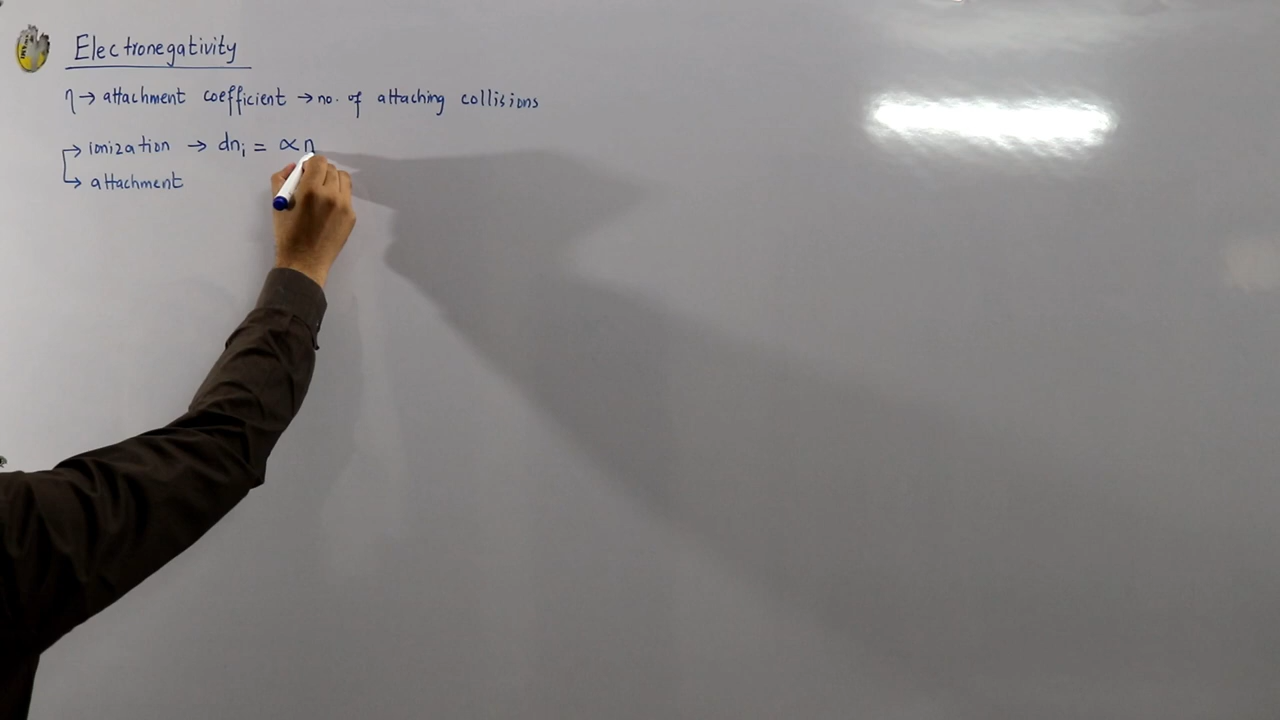 Electronegativity
η → attachment coefficient → no. of attaching collisions
→ ionization → dni = ∝ n
→ attachment